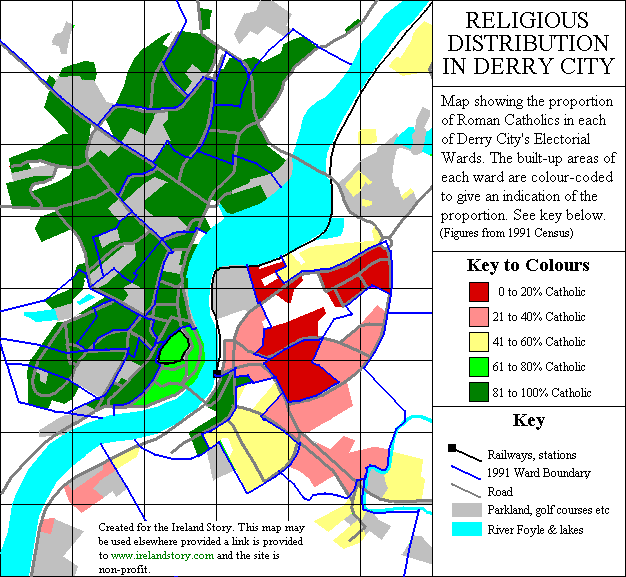 RELIGIOUS
DISTRIBUTION
IN DERRY CITY
Map showing the proportion
of Roman Catholics in each
of Derry City's Electorial
Wards. The built-up areas of
each ward are colour-coded
to give an indication of the
proportion. See key below.
(Figures from 1991 Census)
Key to Colours
0 to 20% Catholic
21 to 40% Catholic
41 to 60% Catholic
61 to 80% Catholic
81 to 100% Catholic
Key
Railways, stations
1991 Ward Boundary
Road
Parkland, golf courses etc
River Foyle & lakes
Created for the Ireland Story. This map may
be used elsewhere provided a link is provided
to www.irelandstory.com and the site is
non-profit.